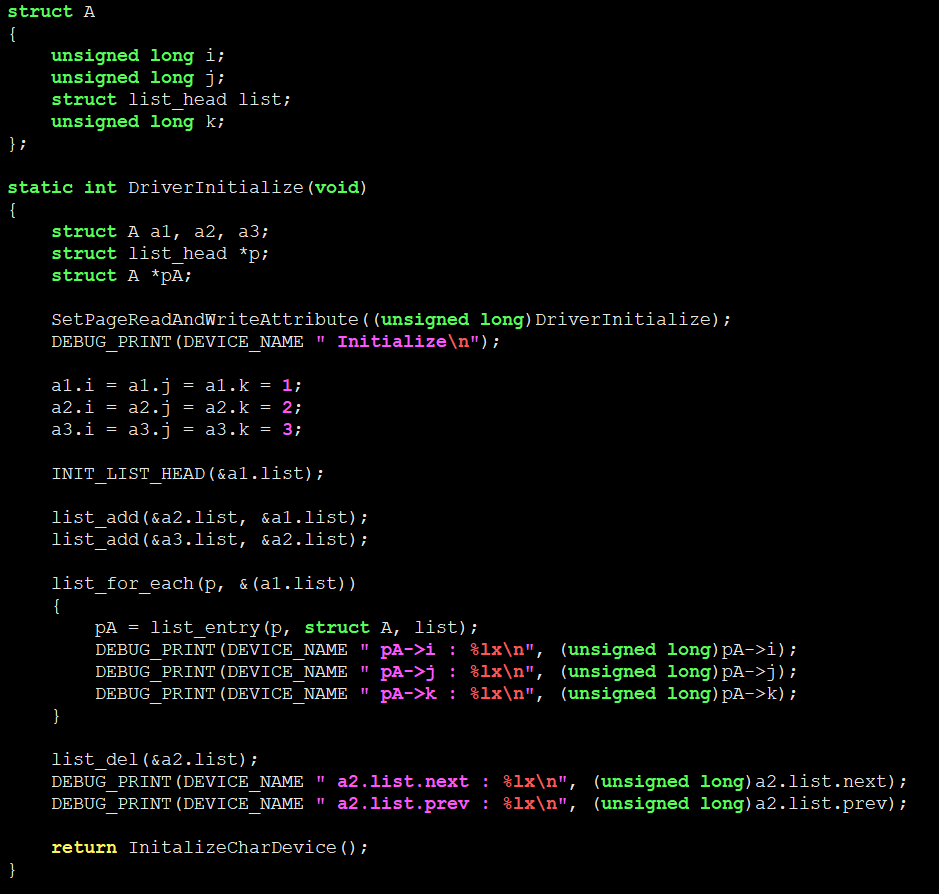 struct A
{
    unsigned long i;
    unsigned long j;
    struct list_head list;
    unsigned long k;
};

static int DriverInitialize(void)
{
    struct A a1, a2, a3;
    struct list_head *p;
    struct A *pA;

    SetPageReadAndWriteAttribute((unsigned long)DriverInitialize);
    DEBUG_PRINT(DEVICE_NAME " Initialize\n");

    a1.i = a1.j = a1.k = 1;
    a2.i = a2.j = a2.k = 2;
    a3.i = a3.j = a3.k = 3;

    INIT_LIST_HEAD(&a1.list);

    list_add(&a2.list, &a1.list);
    list_add(&a3.list, &a2.list);

    list_for_each(p, &(a1.list))
    {
        pA = list_entry(p, struct A, list);
        DEBUG_PRINT(DEVICE_NAME " pA->i : %lx\n", (unsigned long)pA->i);
        DEBUG_PRINT(DEVICE_NAME " pA->j : %lx\n", (unsigned long)pA->j);
        DEBUG_PRINT(DEVICE_NAME " pA->k : %lx\n", (unsigned long)pA->k);
    }

    list_del(&a2.list);
    DEBUG_PRINT(DEVICE_NAME " a2.list.next : %lx\n", (unsigned long)a2.list.next);
    DEBUG_PRINT(DEVICE_NAME " a2.list.prev : %lx\n", (unsigned long)a2.list.prev);

    return InitalizeCharDevice();
}